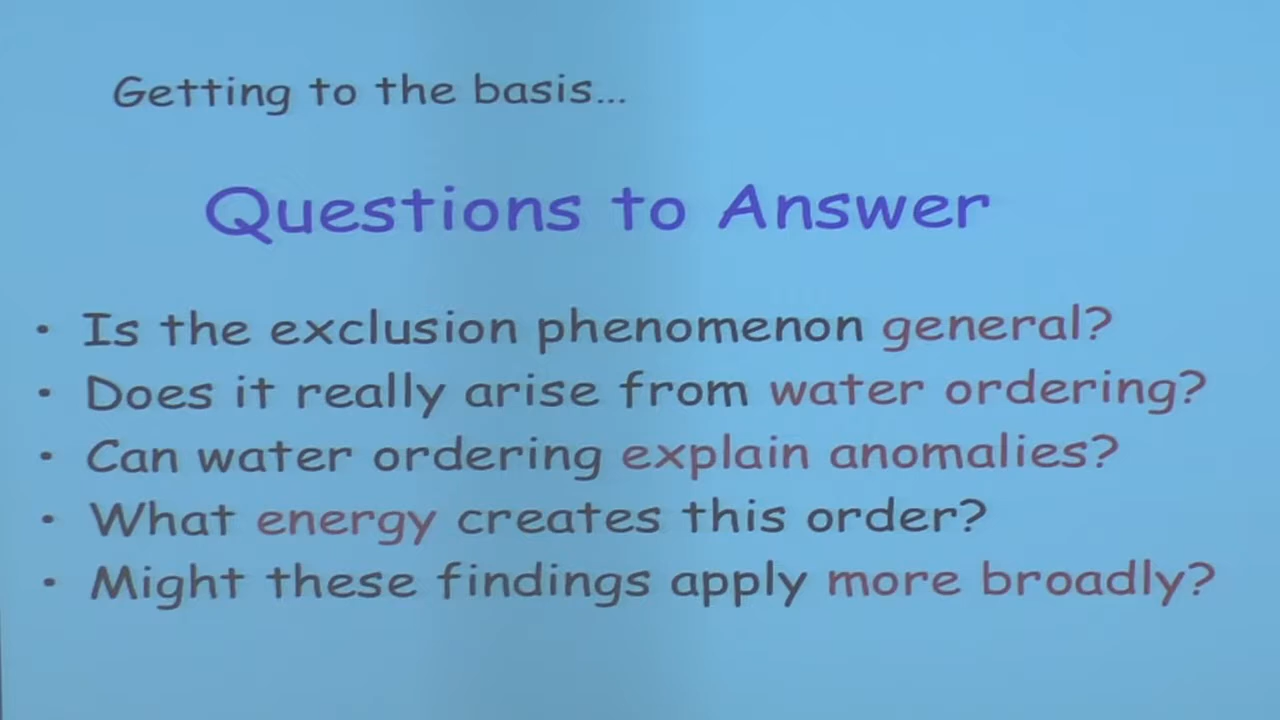 Getting to the basis...
Questions to Answer
• Is the exclusion phenomenon general?
• Does it really arise from water ordering?
• Can water ordering explain anomalies?
• What energy creates this order?
• Might these findings apply more broadly?